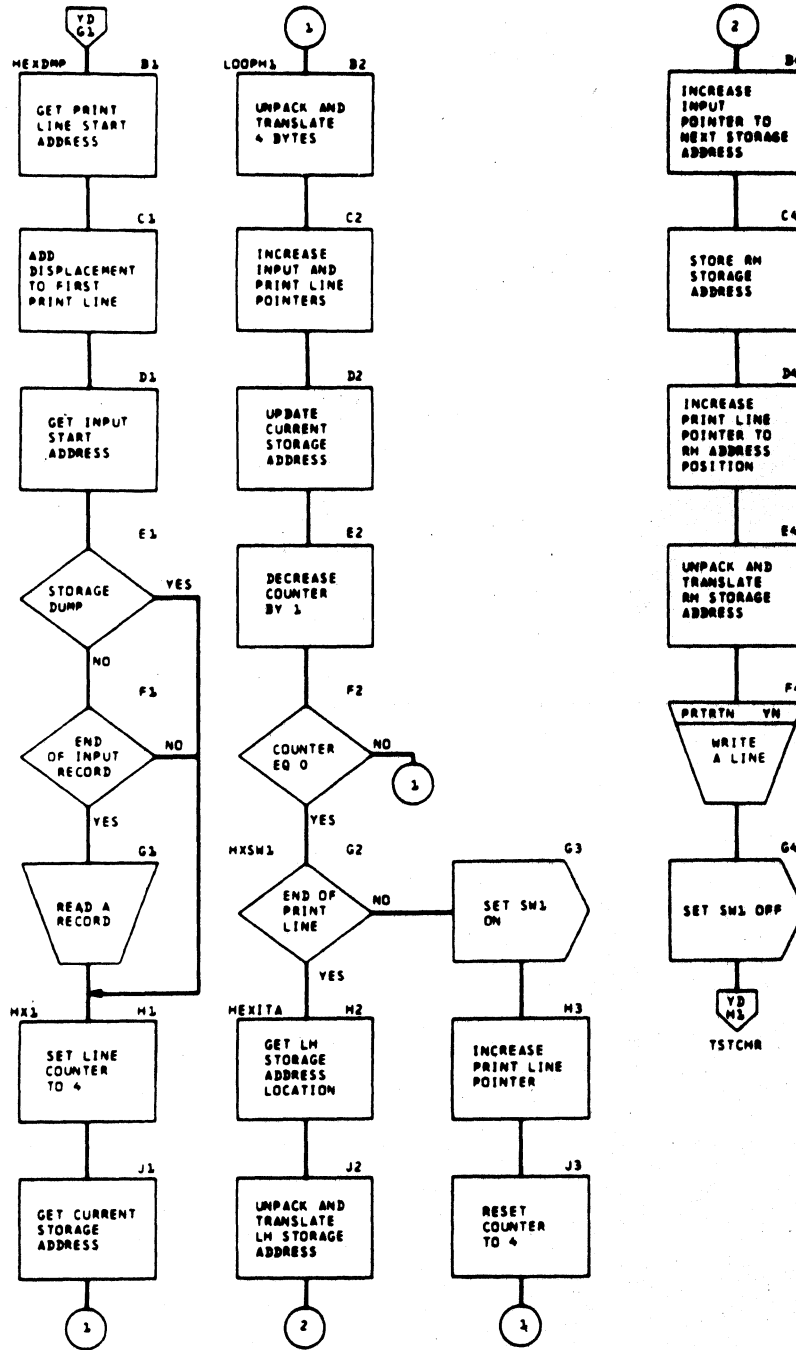 YD
G1
HEXDMP B1
GET PRINT
LINE START
ADDRESS
C1
ADD
DISPLACEMENT
TO FIRST
PRINT LINE
D1
GET INPUT
START
ADDRESS
E1
STORAGE
DUMP
YES
NO
F1
END
OF INPUT
RECORD
NO
YES
G1
READ A
RECORD
HX1 H1
SET LINE
COUNTER
TO 4
J1
GET CURRENT
STORAGE
ADDRESS
1
1
LOOPH1 B2
UNPACK AND
TRANSLATE
4 BYTES
C2
INCREASE
INPUT AND
PRINT LINE
POINTERS
D2
UPDATE
CURRENT
STORAGE
ADDRESS
E2
DECREASE
COUNTER
BY 1
F2
COUNTER
EQ 0
NO
1
YES
HXSW1 G2
END OF
PRINT
LINE
NO
YES
HEXITA H2
GET LH
STORAGE
ADDRESS
LOCATION
J2
UNPACK AND
TRANSLATE
LH STORAGE
ADDRESS
2
G3
SET SW1
ON
H3
INCREASE
PRINT LINE
POINTER
J3
RESET
COUNTER
TO 4
1
2
B4
INCREASE
INPUT
POINTER TO
NEXT STORAGE
ADDRESS
C4
STORE RH
STORAGE
ADDRESS
D4
INCREASE
PRINT LINE
POINTER TO
RH ADDRESS
POSITION
E4
UNPACK AND
TRANSLATE
RH STORAGE
ADDRESS
F4
PRTRTN YN
WRITE
A LINE
G4
SET SW1 OFF
YD
H1
TSTCHR